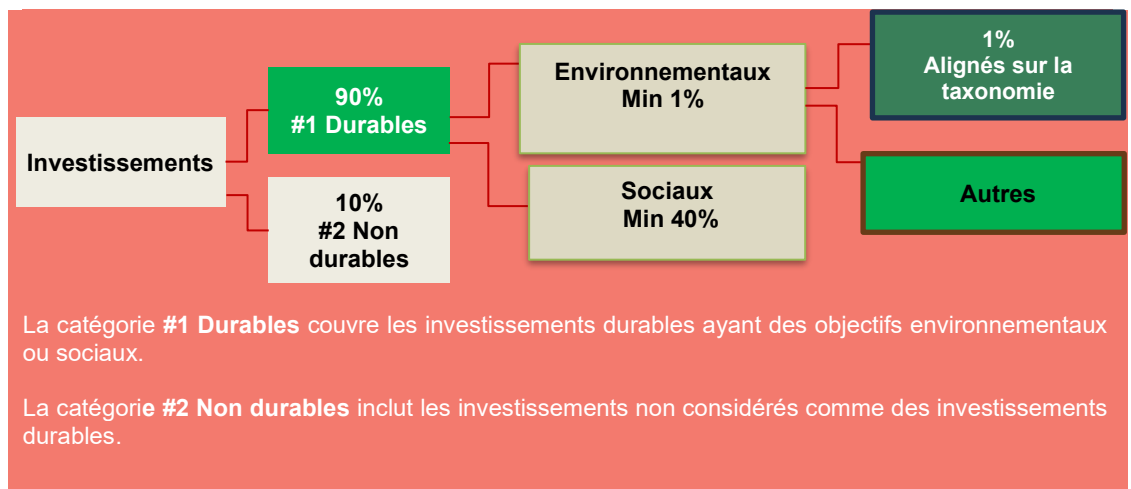 Investissements
90%
#1 Durables
10%
#2 Non
durables
Environnementaux
Min 1%
Sociaux
Min 40%
1%
Alignés sur la
taxonomie
Autres
La catégorie #1 Durables couvre les investissements durables ayant des objectifs environnementaux
ou sociaux.
La catégorie #2 Non durables inclut les investissements non considérés comme des investissements
durables.